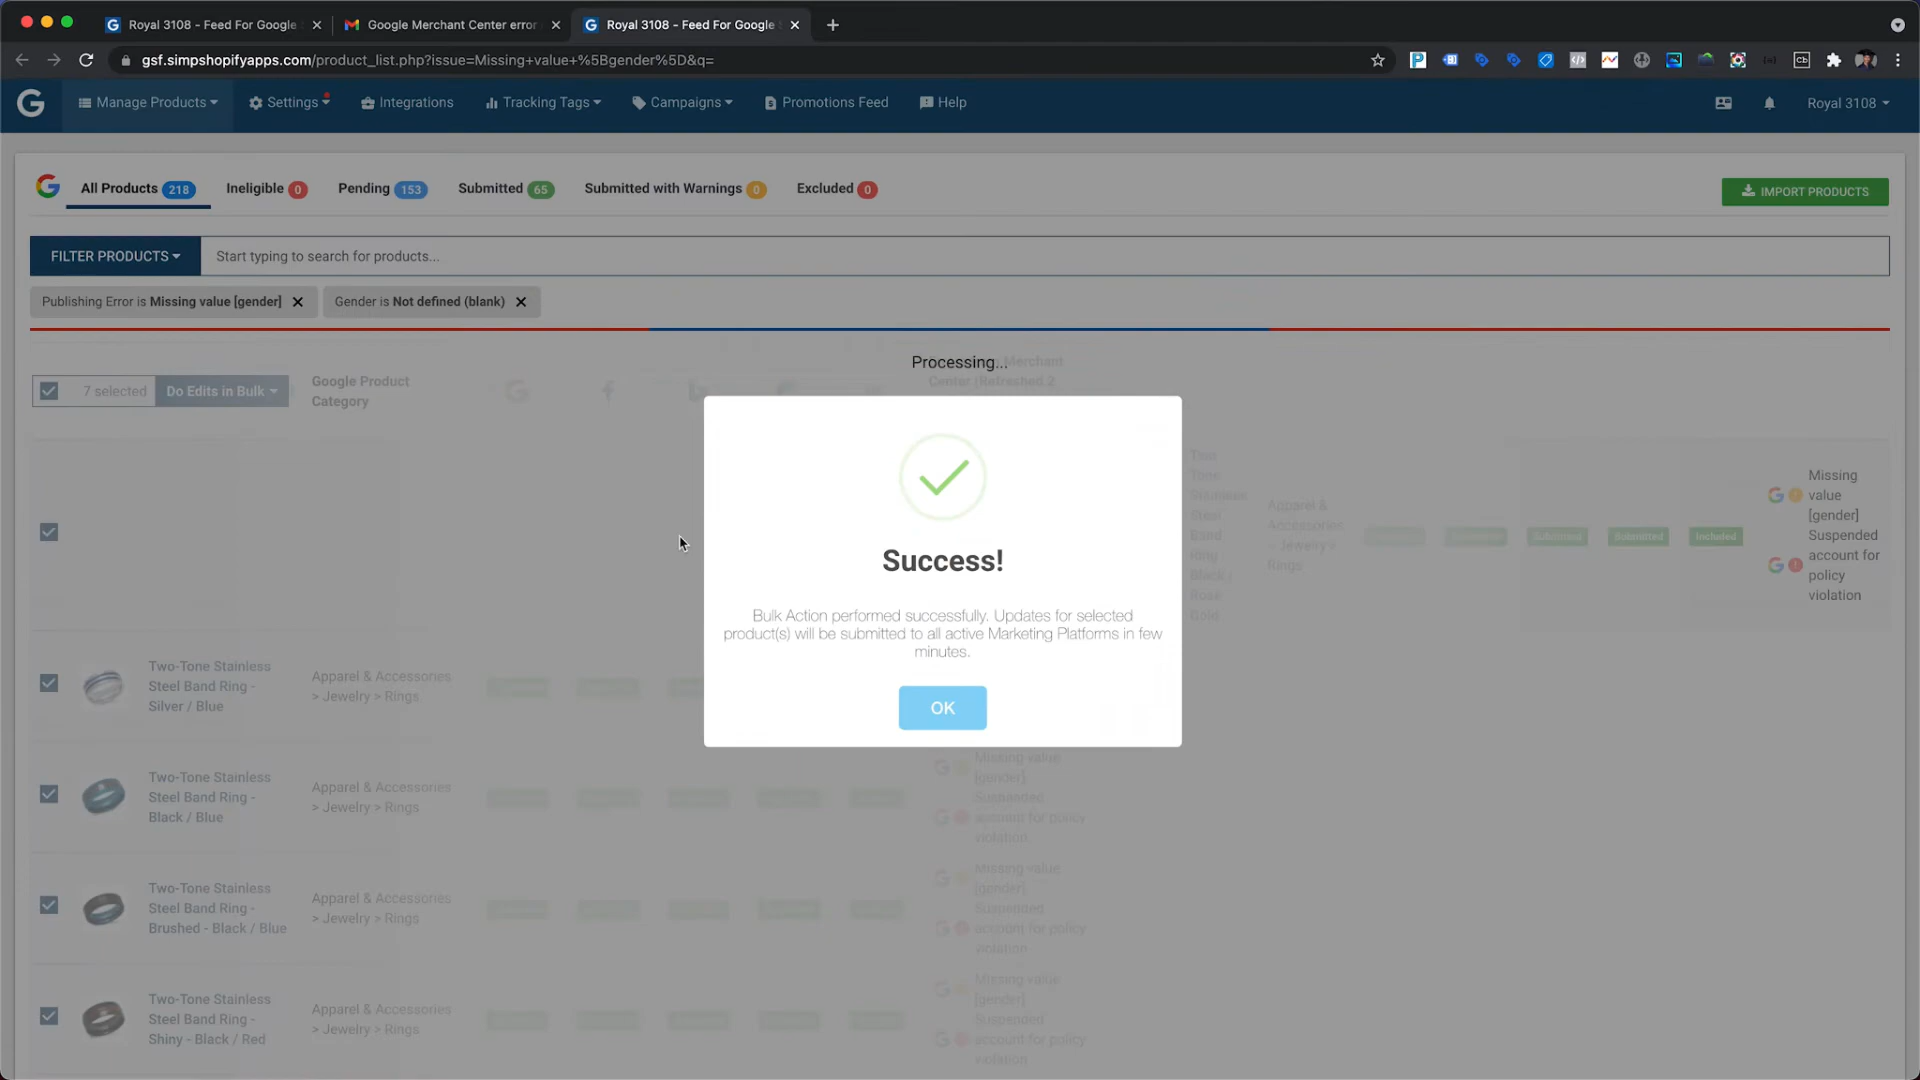 Royal 3108 - Feed For Google
Google Merchant Center error
Royal 3108 - Feed For Google
gsf.simpshopifyapps.com/product_list.php?issue=Missing+value+%5Bgender%5D&q=
Manage Products
Settings
Integrations
Tracking Tags
Campaigns
Promotions Feed
Help
Royal 3108
All Products 218
Ineligible 0
Pending 153
Submitted 65
Submitted with Warnings 0
Excluded 0
IMPORT PRODUCTS
FILTER PRODUCTS
Start typing to search for products...
Publishing Error is Missing value [gender]
Gender is Not defined (blank)
Processing...
Merchant
Center (Refreshed 2
7 selected
Do Edits in Bulk
Google Product
Category
Success!
Bulk Action performed successfully. Updates for selected
product(s) will be submitted to all active Marketing Platforms in few
minutes.
OK
Two
Tone
Stainless
Steel
Band
Ring
Black /
Rose
Gold
Apparel &
Accessories
> Jewelry >
Rings
Submitted
Submitted
Included
Missing
value
[gender]
Suspended
account for
policy
violation
Two-Tone Stainless
Steel Band Ring -
Silver / Blue
Apparel & Accessories
> Jewelry > Rings
Two-Tone Stainless
Steel Band Ring -
Black / Blue
Apparel & Accessories
> Jewelry > Rings
Missing value
[gender]
Suspended
account for policy
violation
Two-Tone Stainless
Steel Band Ring -
Brushed - Black / Blue
Apparel & Accessories
> Jewelry > Rings
Missing value
[gender]
Suspended
account for policy
violation
Two-Tone Stainless
Steel Band Ring -
Shiny - Black / Red
Apparel & Accessories
> Jewelry > Rings
Missing value
[gender]
Suspended
account for policy
violation